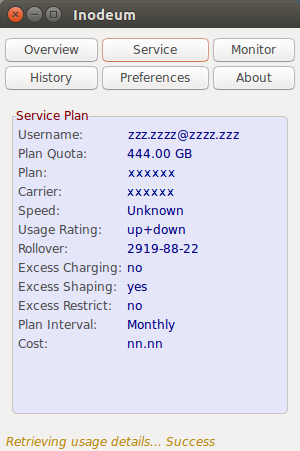 Inodeum
Overview Service Monitor
History Preferences About
Service Plan
Username: zzz.zzzz@zzzz.zzz
Plan Quota: 444.00 GB
Plan: xxxxxx
Carrier: xxxxxx
Speed: Unknown
Usage Rating: up+down
Rollover: 2919-88-22
Excess Charging: no
Excess Shaping: yes
Excess Restrict: no
Plan Interval: Monthly
Cost: nn.nn
Retrieving usage details... Success